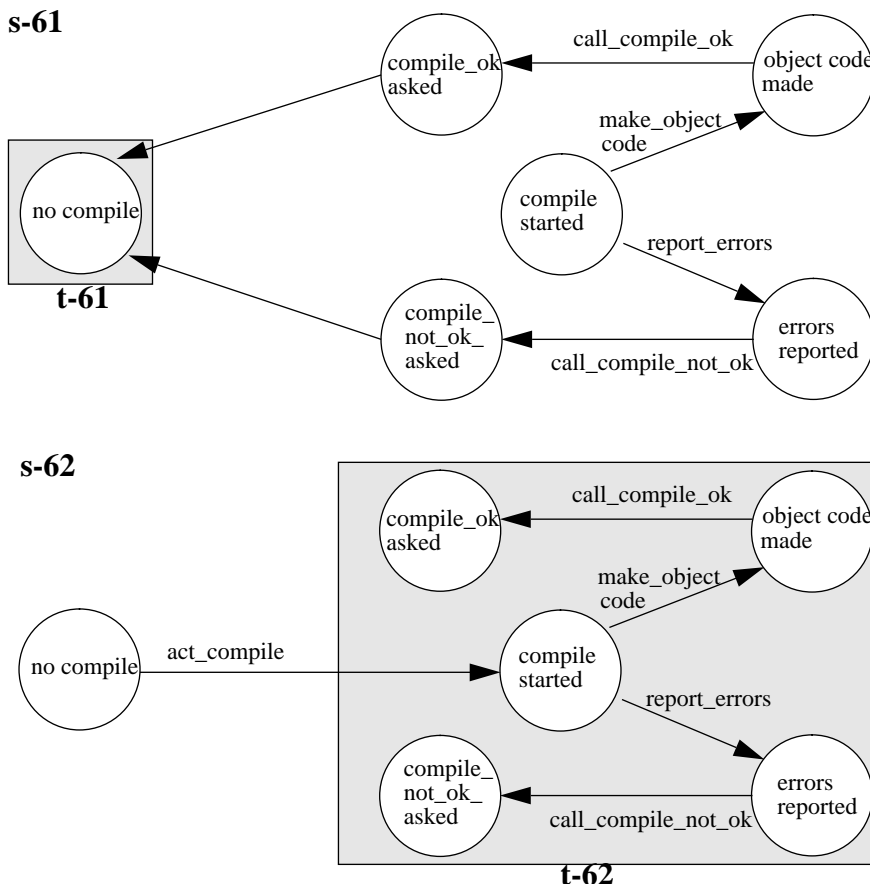 s-61
call_compile_ok
compile_ok
asked
object code
made
make_object
code
no compile
compile
started
report_errors
t-61
compile_
not_ok_
asked
errors
reported
call_compile_not_ok
s-62
call_compile_ok
compile_ok
asked
object code
made
make_object
code
act_compile
no compile
compile
started
report_errors
compile_
not_ok_
asked
errors
reported
call_compile_not_ok
t-62